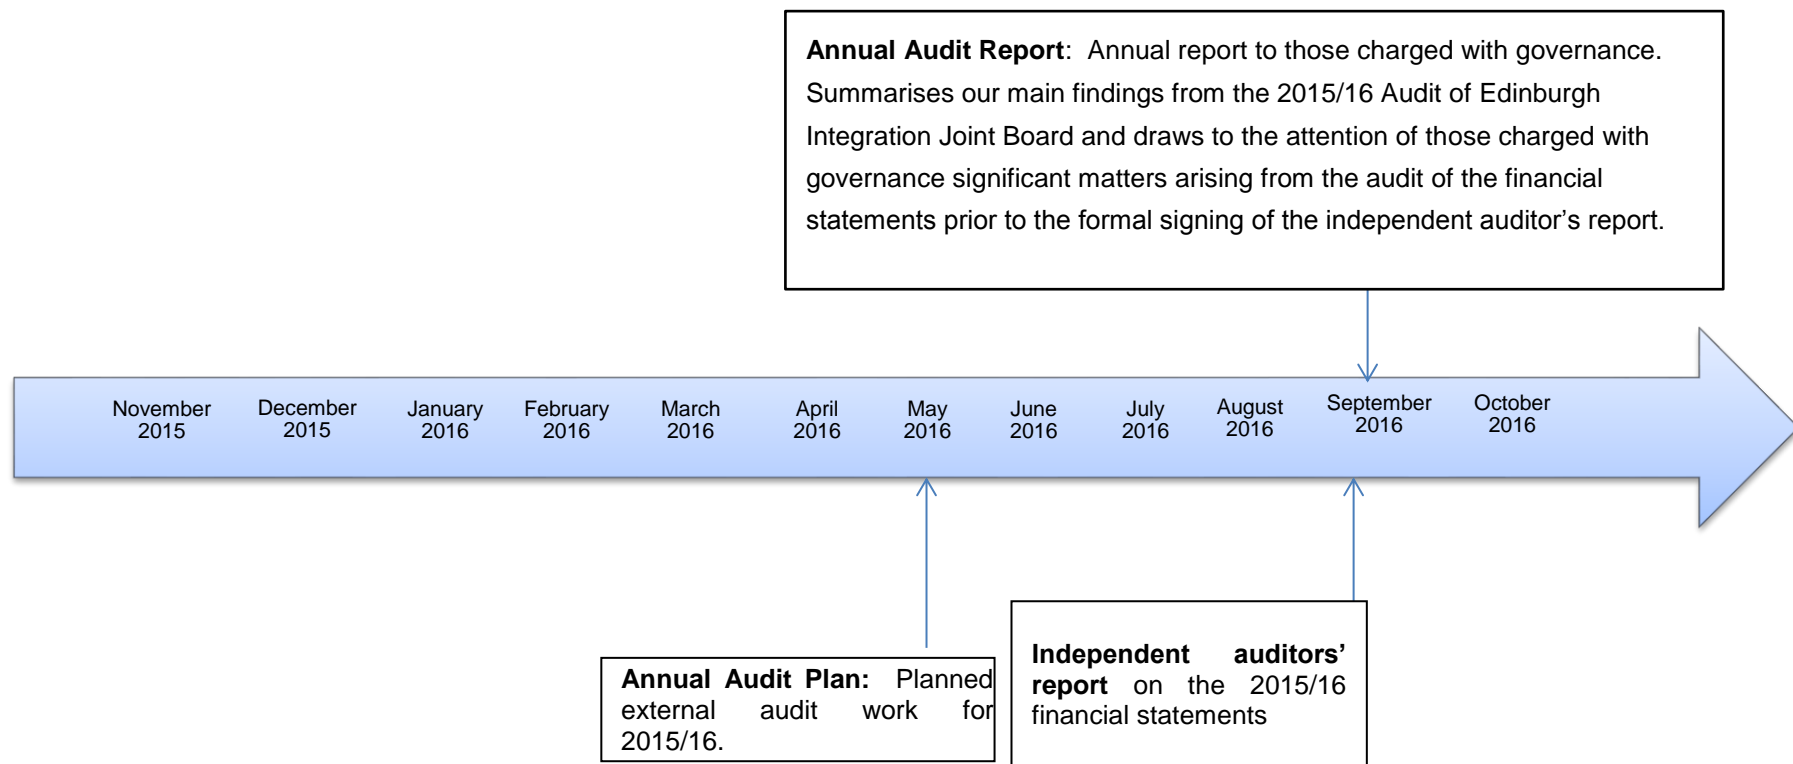 Annual Audit Report:  Annual report to those charged with governance.
Summarises our main findings from the 2015/16 Audit of Edinburgh
Integration Joint Board and draws to the attention of those charged with
governance significant matters arising from the audit of the financial
statements prior to the formal signing of the independent auditor’s report.
November
2015
December
2015
January
2016
February
2016
March
2016
April
2016
May
2016
June
2016
July
2016
August
2016
September
2016
October
2016
Annual Audit Plan:  Planned
external audit work for
2015/16.
Independent auditors’
report on the 2015/16
financial statements